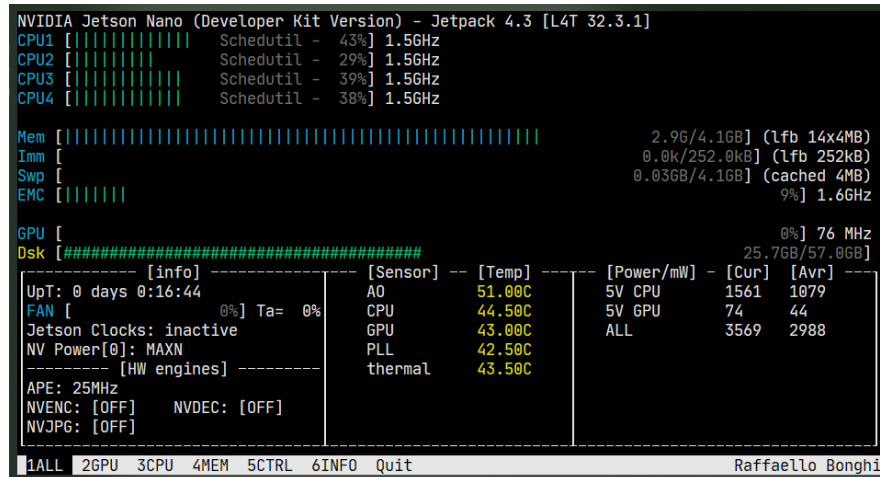 NVIDIA Jetson Nano (Developer Kit Version) - Jetpack 4.3 [L4T 32.3.1]
CPU1 [||||||||||||| Schedutil - 43%] 1.5GHz
CPU2 [||||||||| Schedutil - 29%] 1.5GHz
CPU3 [|||||||||||| Schedutil - 39%] 1.5GHz
CPU4 [|||||||||||| Schedutil - 38%] 1.5GHz
Mem [|||||||||||||||||||||||||||||||||||||||||||||||||||||| 2.9G/4.1GB] (lfb 14x4MB)
Imm [ 0.0k/252.0kB] (lfb 252kB)
Swp [ 0.03GB/4.1GB] (cached 4MB)
EMC [||||||| 9%] 1.6GHz
GPU [ 0%] 76 MHz
Dsk [####################################### 25.7GB/57.0GB]
[info] [Sensor] -- [Temp] [Power/mW] - [Cur] [Avr]
UpT: 0 days 0:16:44 AO 51.00C 5V CPU 1561 1079
FAN [ 0%] Ta= 0% CPU 44.50C 5V GPU 74 44
Jetson Clocks: inactive GPU 43.00C ALL 3569 2988
NV Power[0]: MAXN PLL 42.50C
[HW engines] thermal 43.50C
APE: 25MHz
NVENC: [OFF] NVDEC: [OFF]
NVJPG: [OFF]
1ALL 2GPU 3CPU 4MEM 5CTRL 6INFO Quit Raffaello Bonghi